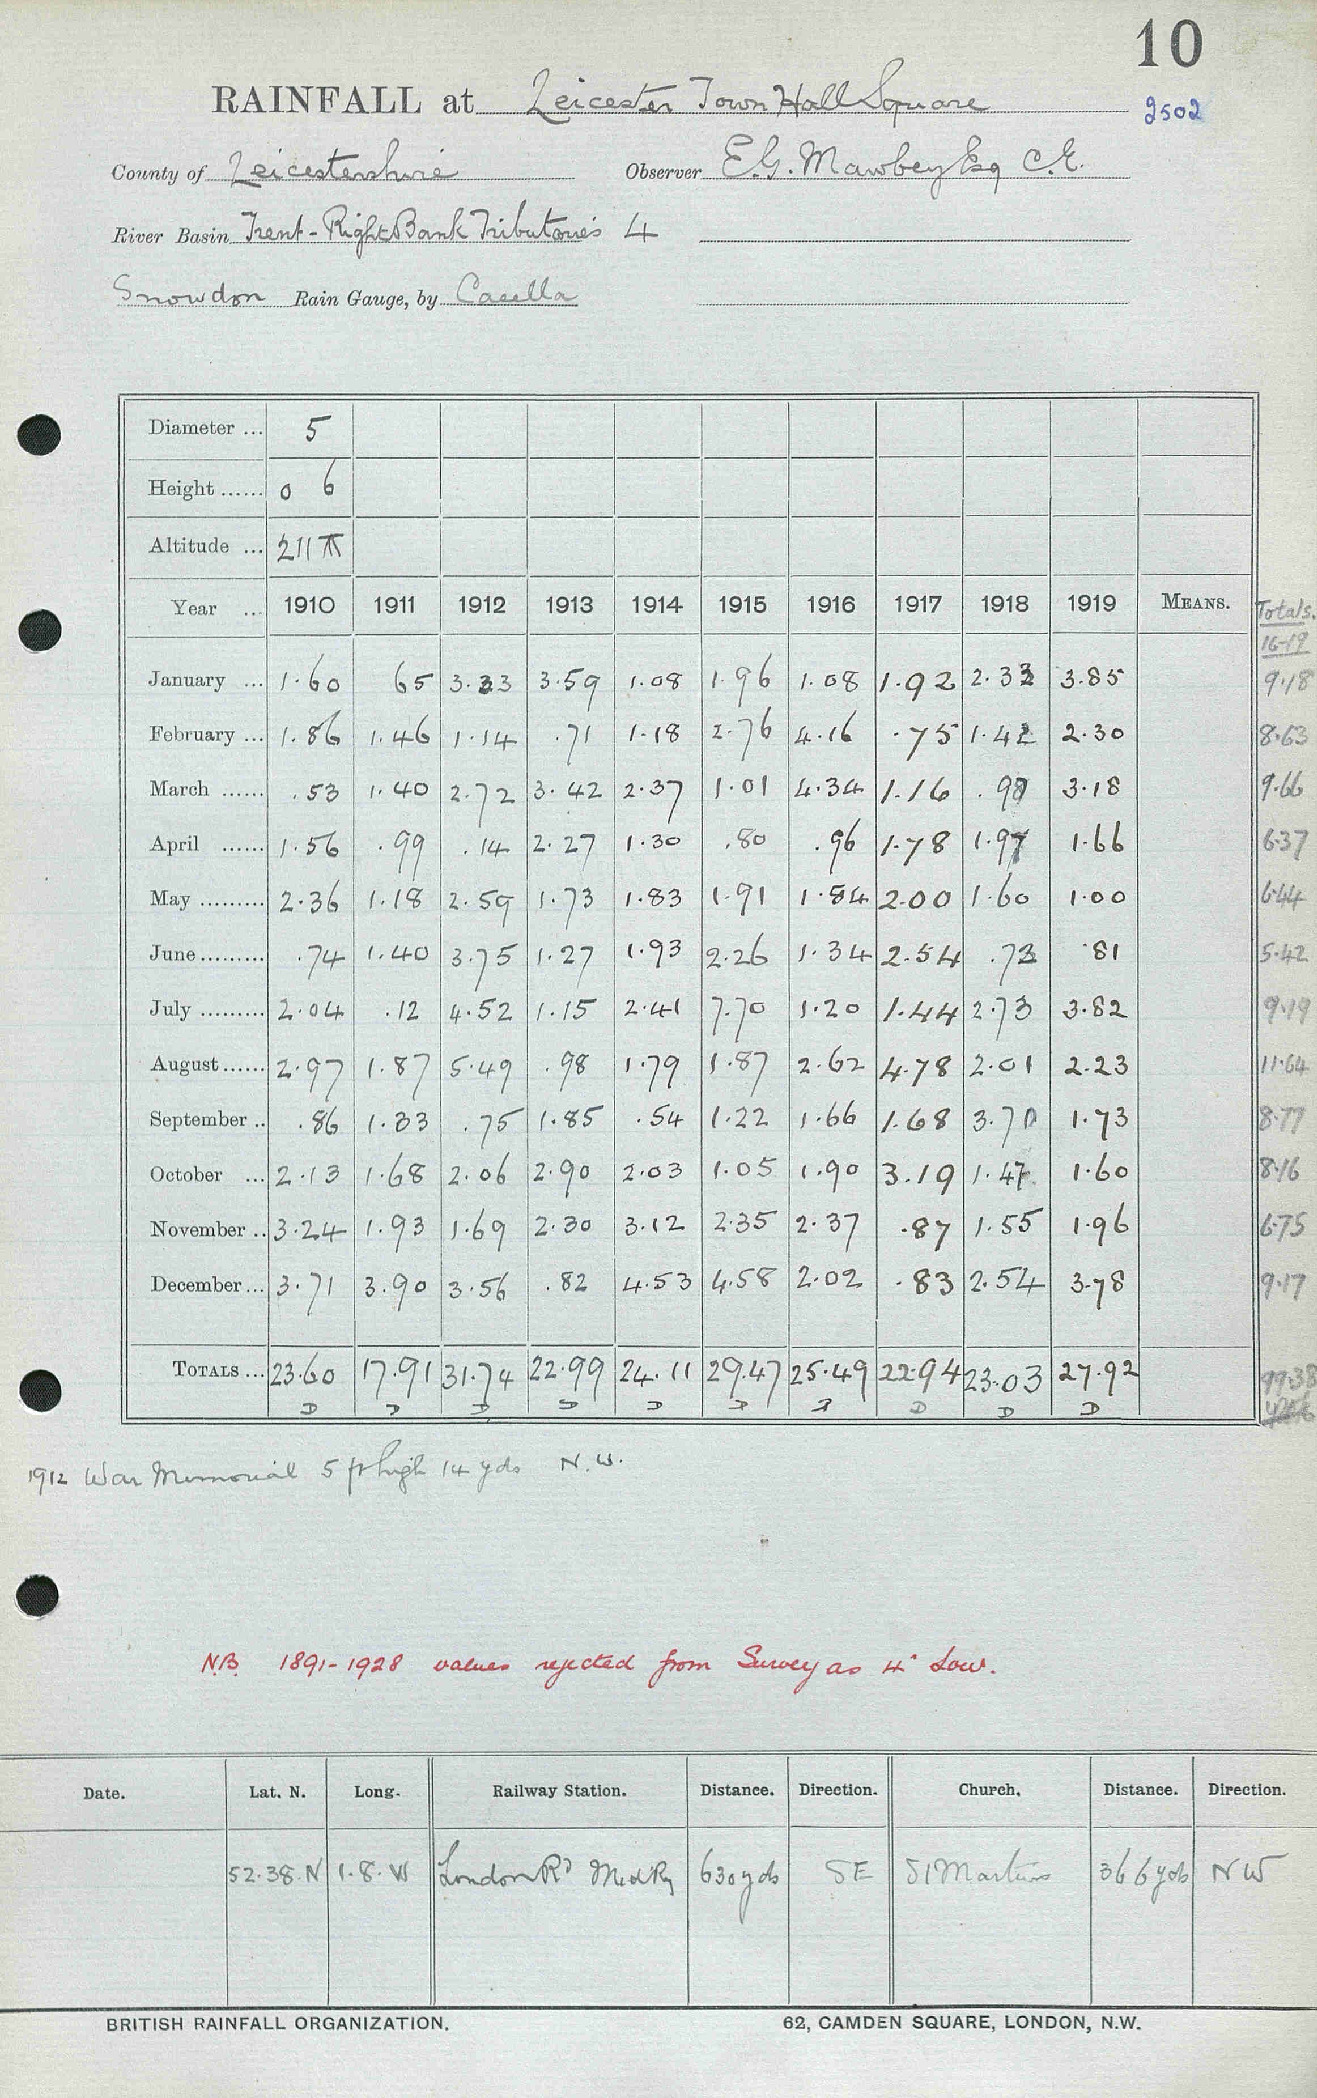 10
RAINFALL at Leicester Town Hall Square
2502
County of Leicestershire Observer E.G. Mawbey Esq C.E.
River Basin Trent - Right Bank Tributaries 4
Snowdon Rain Gauge, by Casella
Diameter ... 5
Height ...... 0 6
Altitude ... 211 ft
Year ... 1910 1911 1912 1913 1914 1915 1916 1917 1918 1919 MEANS. Totals. 16-19
January ... 1.60 65 3.33 3.59 1.08 1.96 1.08 1.92 2.33 3.85 9.18
February ... 1.86 1.46 1.14 .71 1.18 2.76 4.16 .75 1.42 2.30 8.63
March ...... .53 1.40 2.72 3.42 2.37 1.01 4.34 1.16 .98 3.18 9.66
April ...... 1.56 .99 .14 2.27 1.30 .80 .96 1.78 1.97 1.66 6.37
May ......... 2.36 1.18 2.59 1.73 1.83 1.91 1.84 2.00 1.60 1.00 6.44
June......... .74 1.40 3.75 1.27 1.93 2.26 1.34 2.54 .73 .81 5.42
July ......... 2.04 .12 4.52 1.15 2.41 7.70 1.20 1.44 2.73 3.82 9.19
August...... 2.97 1.87 5.49 .98 1.79 1.87 2.62 4.78 2.01 2.23 11.64
September .. .86 1.33 .75 1.85 .54 1.22 1.66 1.68 3.70 1.73 8.77
October ... 2.13 1.68 2.06 2.90 2.03 1.05 1.90 3.19 1.47 1.60 8.16
November .. 3.24 1.93 1.69 2.30 3.12 2.35 2.37 .87 1.55 1.96 6.75
December ... 3.71 3.90 3.56 .82 4.53 4.58 2.02 .83 2.54 3.78 9.17
TOTALS ... 23.60 17.91 31.74 22.99 24.11 29.47 25.49 22.94 23.03 27.92 99.38
D D D D D D D D D D
1912 War Memorial 5 ft high 14 yds N.W.
N.B. 1891-1928 values rejected from Survey as 4" Low.
Date. Lat. N. Long. Railway Station. Distance. Direction. Church. Distance. Direction.
52.38.N 1.8.W London Rd Mid Ry 630 yds SE St Martins 366 yds NW
BRITISH RAINFALL ORGANIZATION. 62, CAMDEN SQUARE, LONDON, N.W.